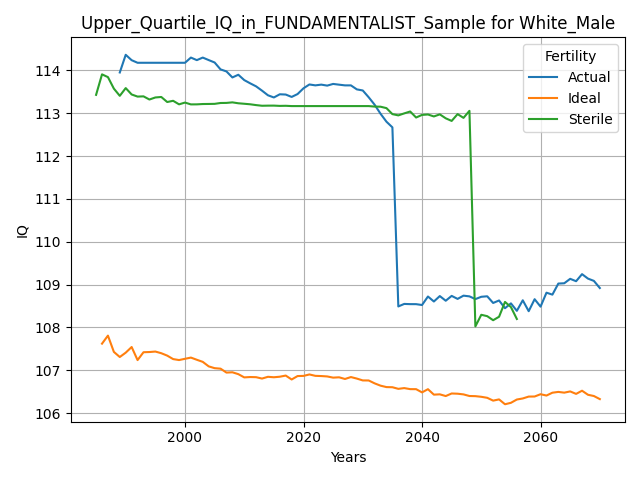 Upper_Quartile_IQ_in_FUNDAMENTALIST_Sample for White_Male
Fertility
Actual
Ideal
Sterile
114
113
112
111
110
109
108
107
106
IQ
2000
2020
2040
2060
Years